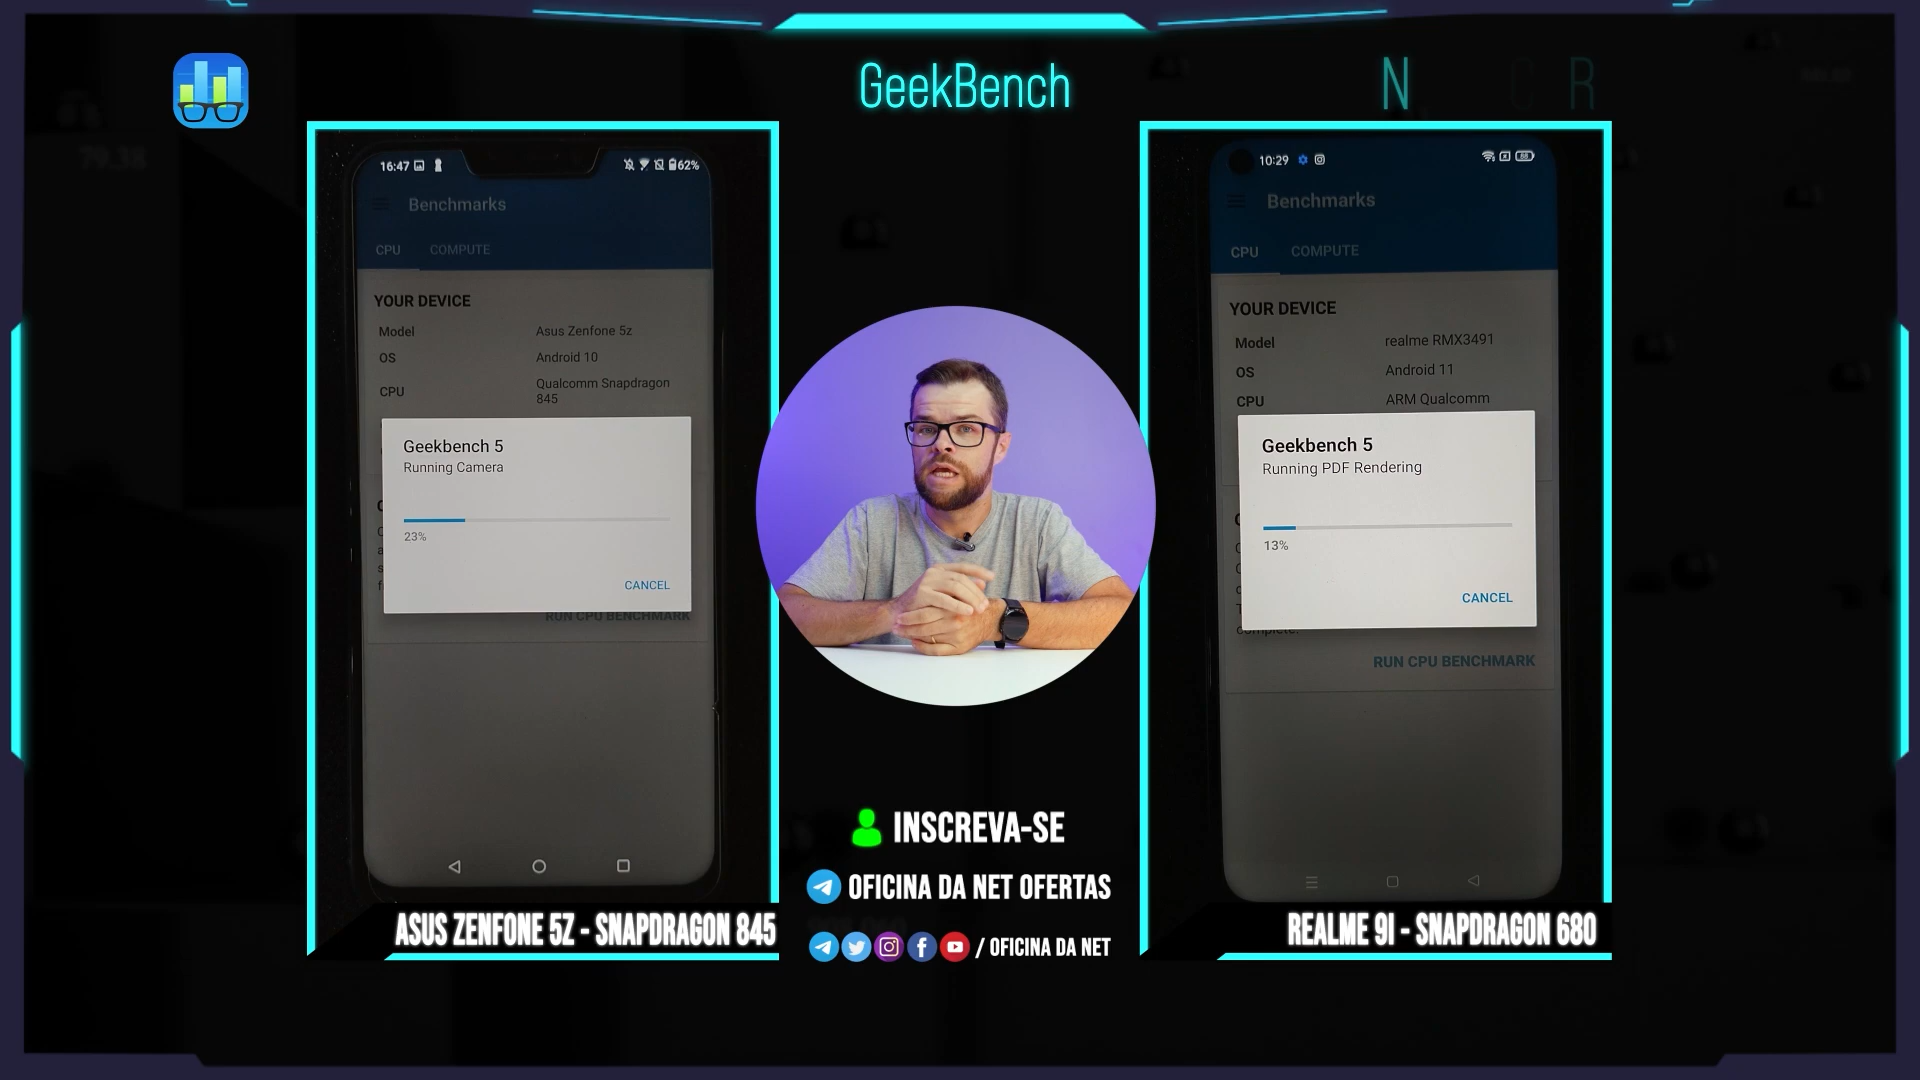 GeekBench
N C R
16:47
62%
Benchmarks
CPU COMPUTE
YOUR DEVICE
Model Asus Zenfone 5z
OS Android 10
CPU Qualcomm Snapdragon
845
Geekbench 5
Running Camera
23%
CANCEL
RUN CPU BENCHMARK
ASUS ZENFONE 5Z - SNAPDRAGON 845
10:29
Benchmarks
CPU COMPUTE
YOUR DEVICE
Model realme RMX3491
OS Android 11
CPU ARM Qualcomm
Geekbench 5
Running PDF Rendering
13%
CANCEL
complete.
RUN CPU BENCHMARK
REALME 9I - SNAPDRAGON 680
INSCREVA-SE
OFICINA DA NET OFERTAS
/ OFICINA DA NET